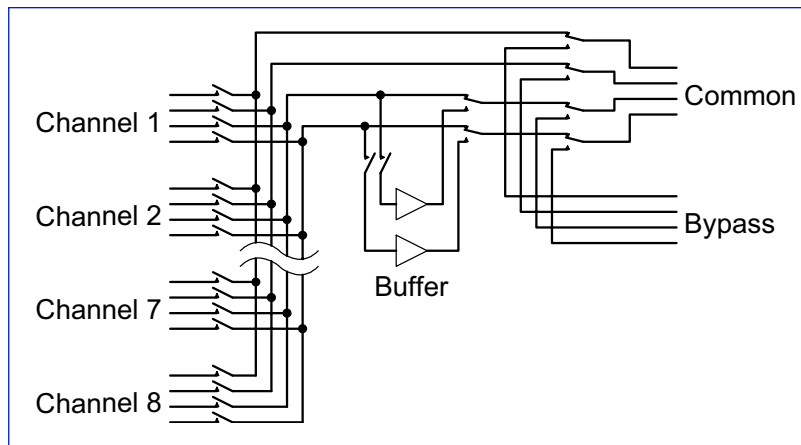 Channel 1
Common
Channel 2
Bypass
Buffer
Channel 7
Channel 8